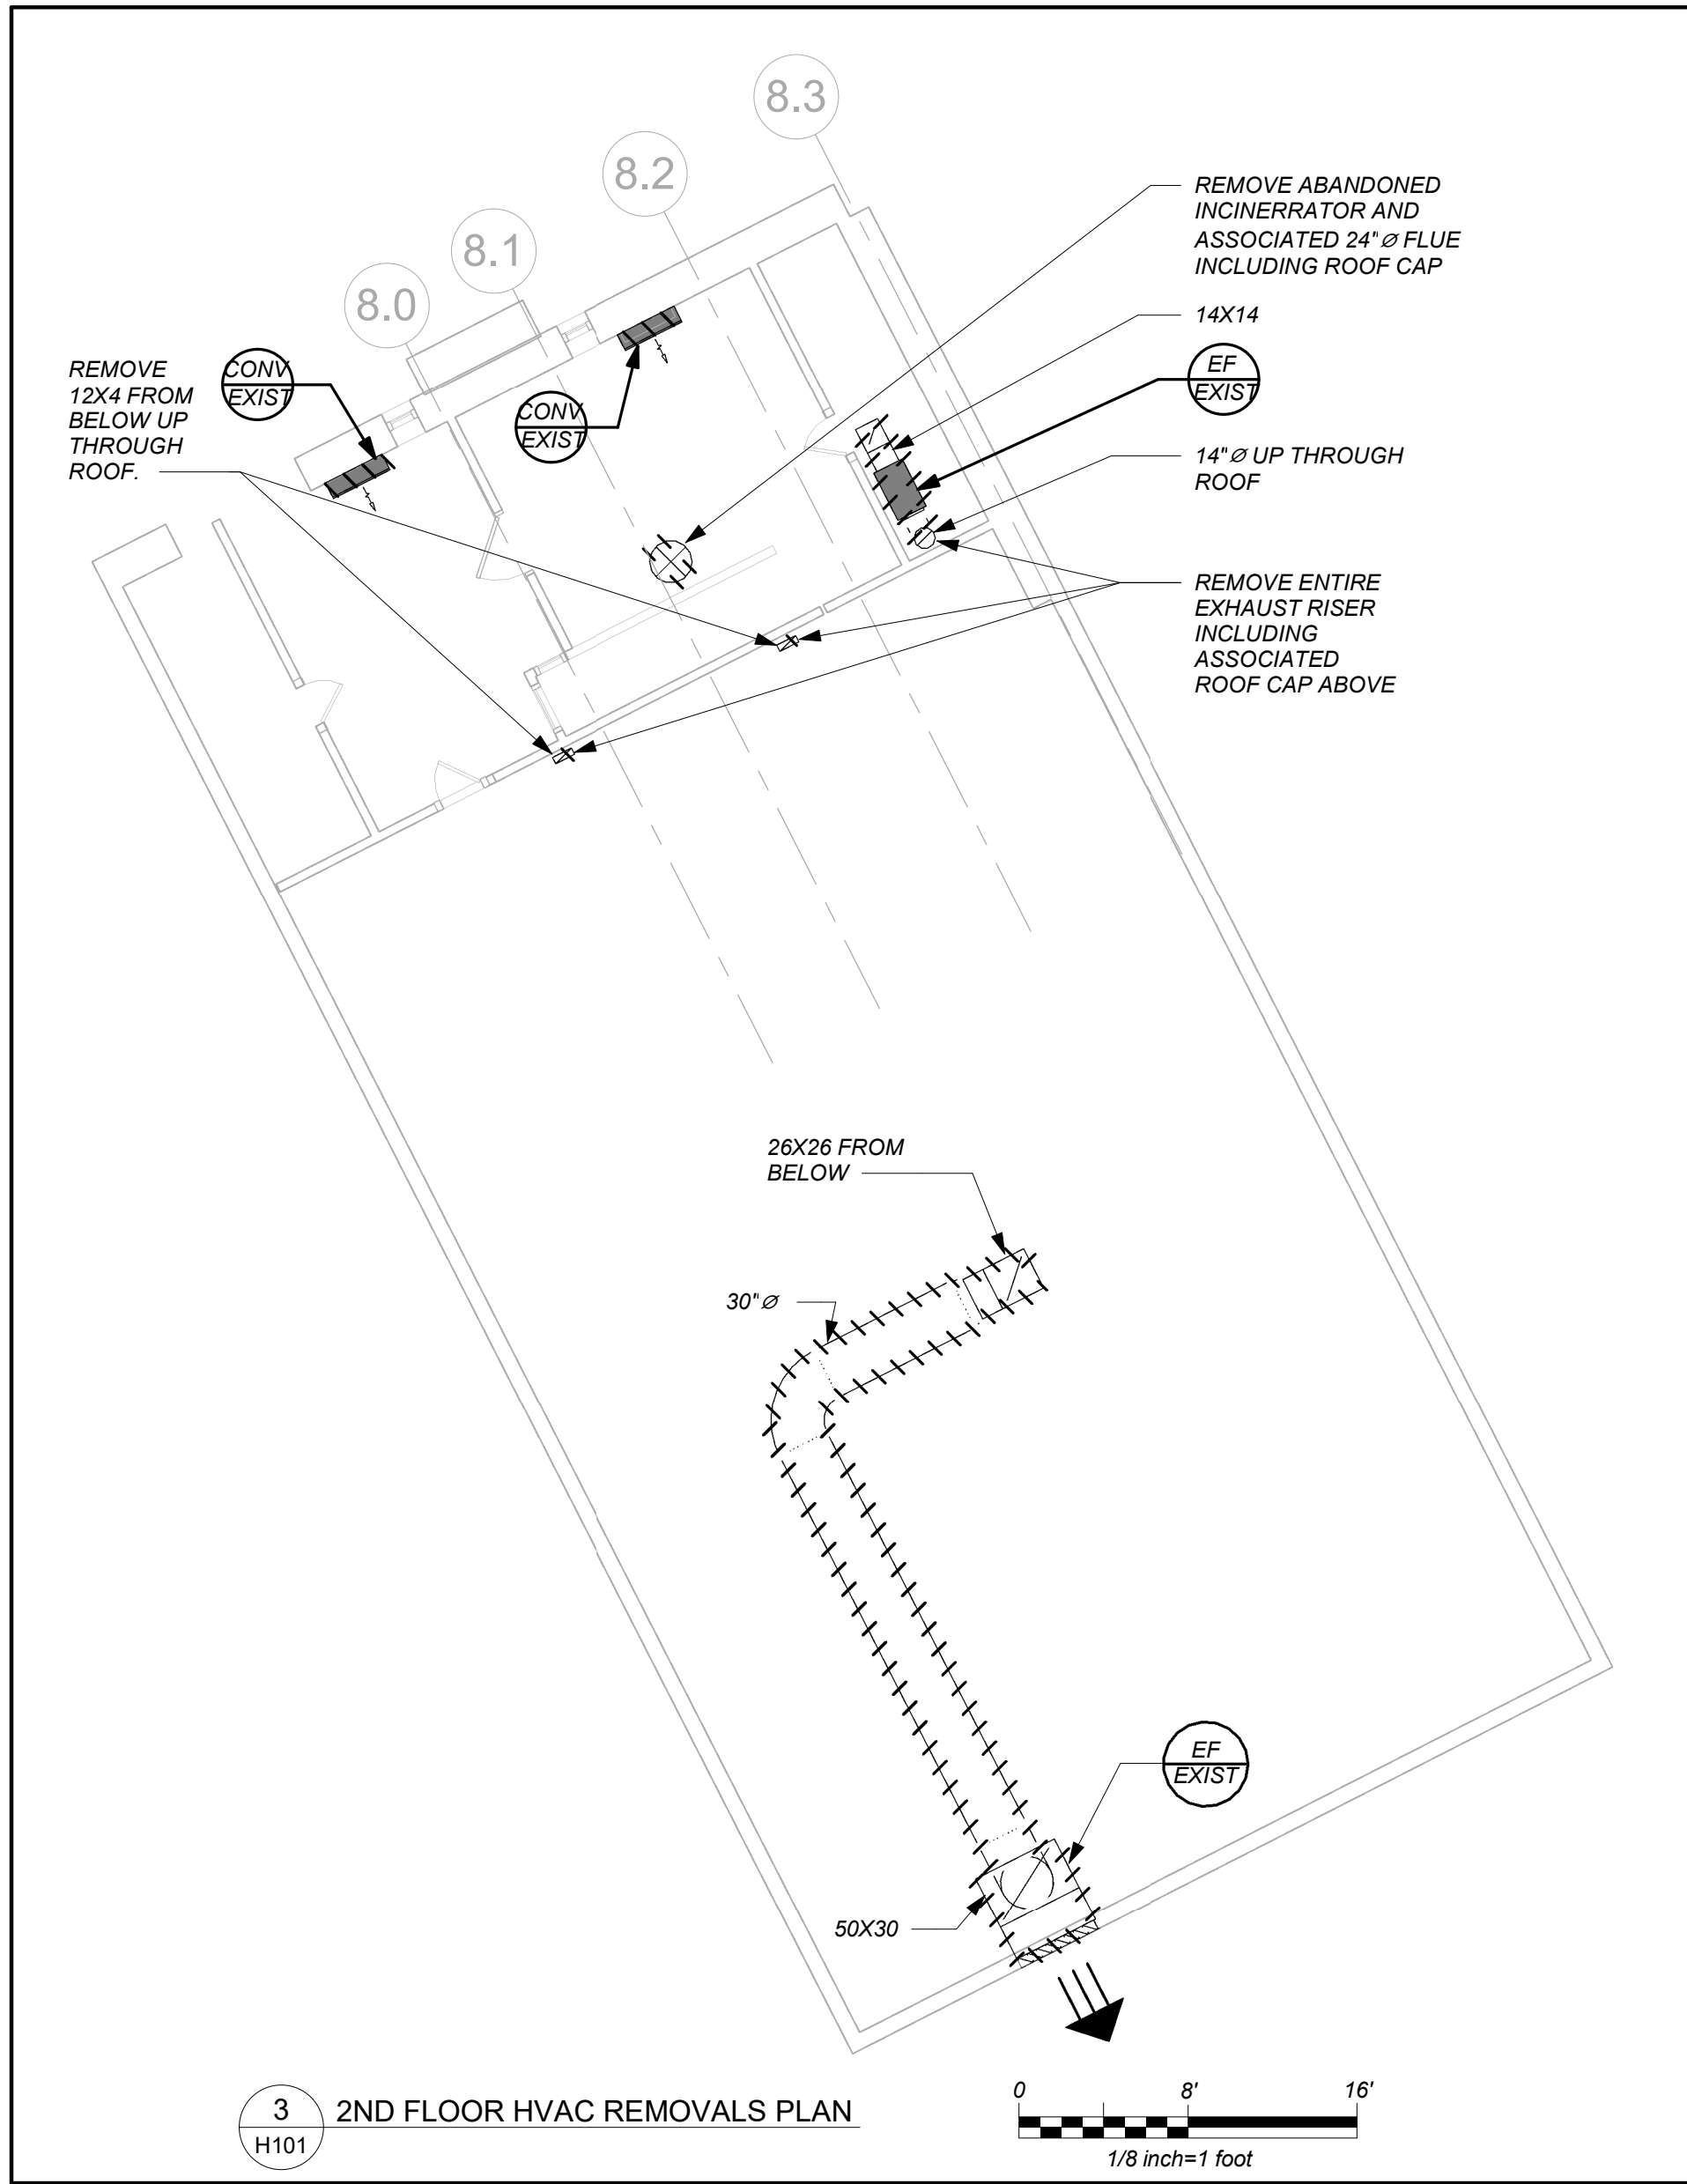 8.3
8.2
8.1
8.0
REMOVE ABANDONED
INCINERRATOR AND
ASSOCIATED 24"Ø FLUE
INCLUDING ROOF CAP
14X14
EF
EXIST
14"Ø UP THROUGH
ROOF
REMOVE ENTIRE
EXHAUST RISER
INCLUDING
ASSOCIATED
ROOF CAP ABOVE
REMOVE
12X4 FROM
BELOW UP
THROUGH
ROOF.
CONV
EXIST
CONV
EXIST
26X26 FROM
BELOW
30"Ø
EF
EXIST
50X30
3
H101
2ND FLOOR HVAC REMOVALS PLAN
0 8' 16'
1/8 inch=1 foot